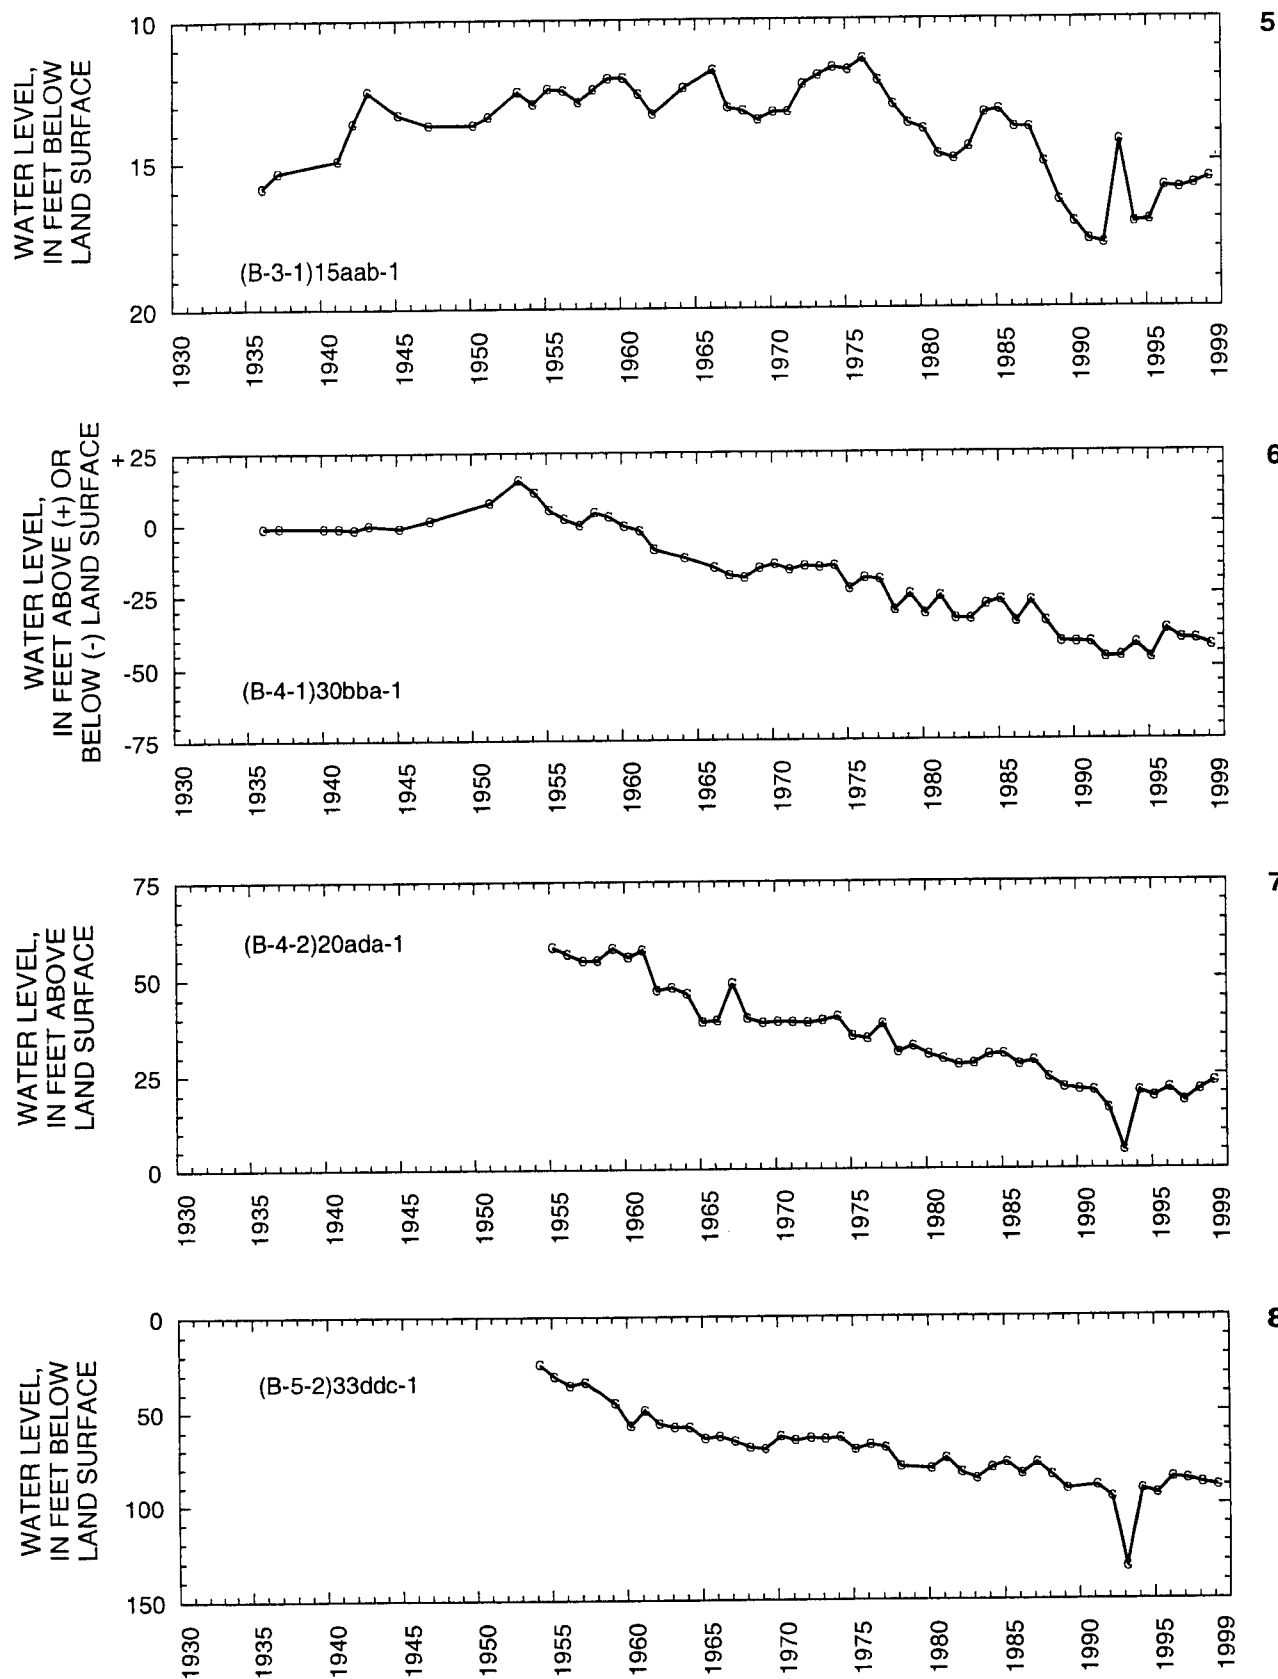 5
WATER LEVEL,
IN FEET BELOW
LAND SURFACE
10
15
20
(B-3-1)15aab-1
1930 1935 1940 1945 1950 1955 1960 1965 1970 1975 1980 1985 19990 1995 1999
6
WATER LEVEL,
IN FEET ABOVE (+) OR
BELOW (-) LAND SURFACE
+25
0
-25
-50
-75
(B-4-1)30bba-1
1930 1935 1940 1945 1950 1955 1960 1965 1970 1975 1980 1985 1990 1995 1999
7
WATER LEVEL,
IN FEET ABOVE
LAND SURFACE
75
50
25
0
(B-4-2)20ada-1
1930 1935 1940 1945 1950 1955 1960 1965 1970 1975 1980 1985 1990 1995 1999
8
WATER LEVEL,
IN FEET BELOW
LAND SURFACE
0
50
100
150
(B-5-2)33ddc-1
1930 1935 1940 1945 1950 1955 1960 1965 1970 1975 1980 1985 1990 1995 1999